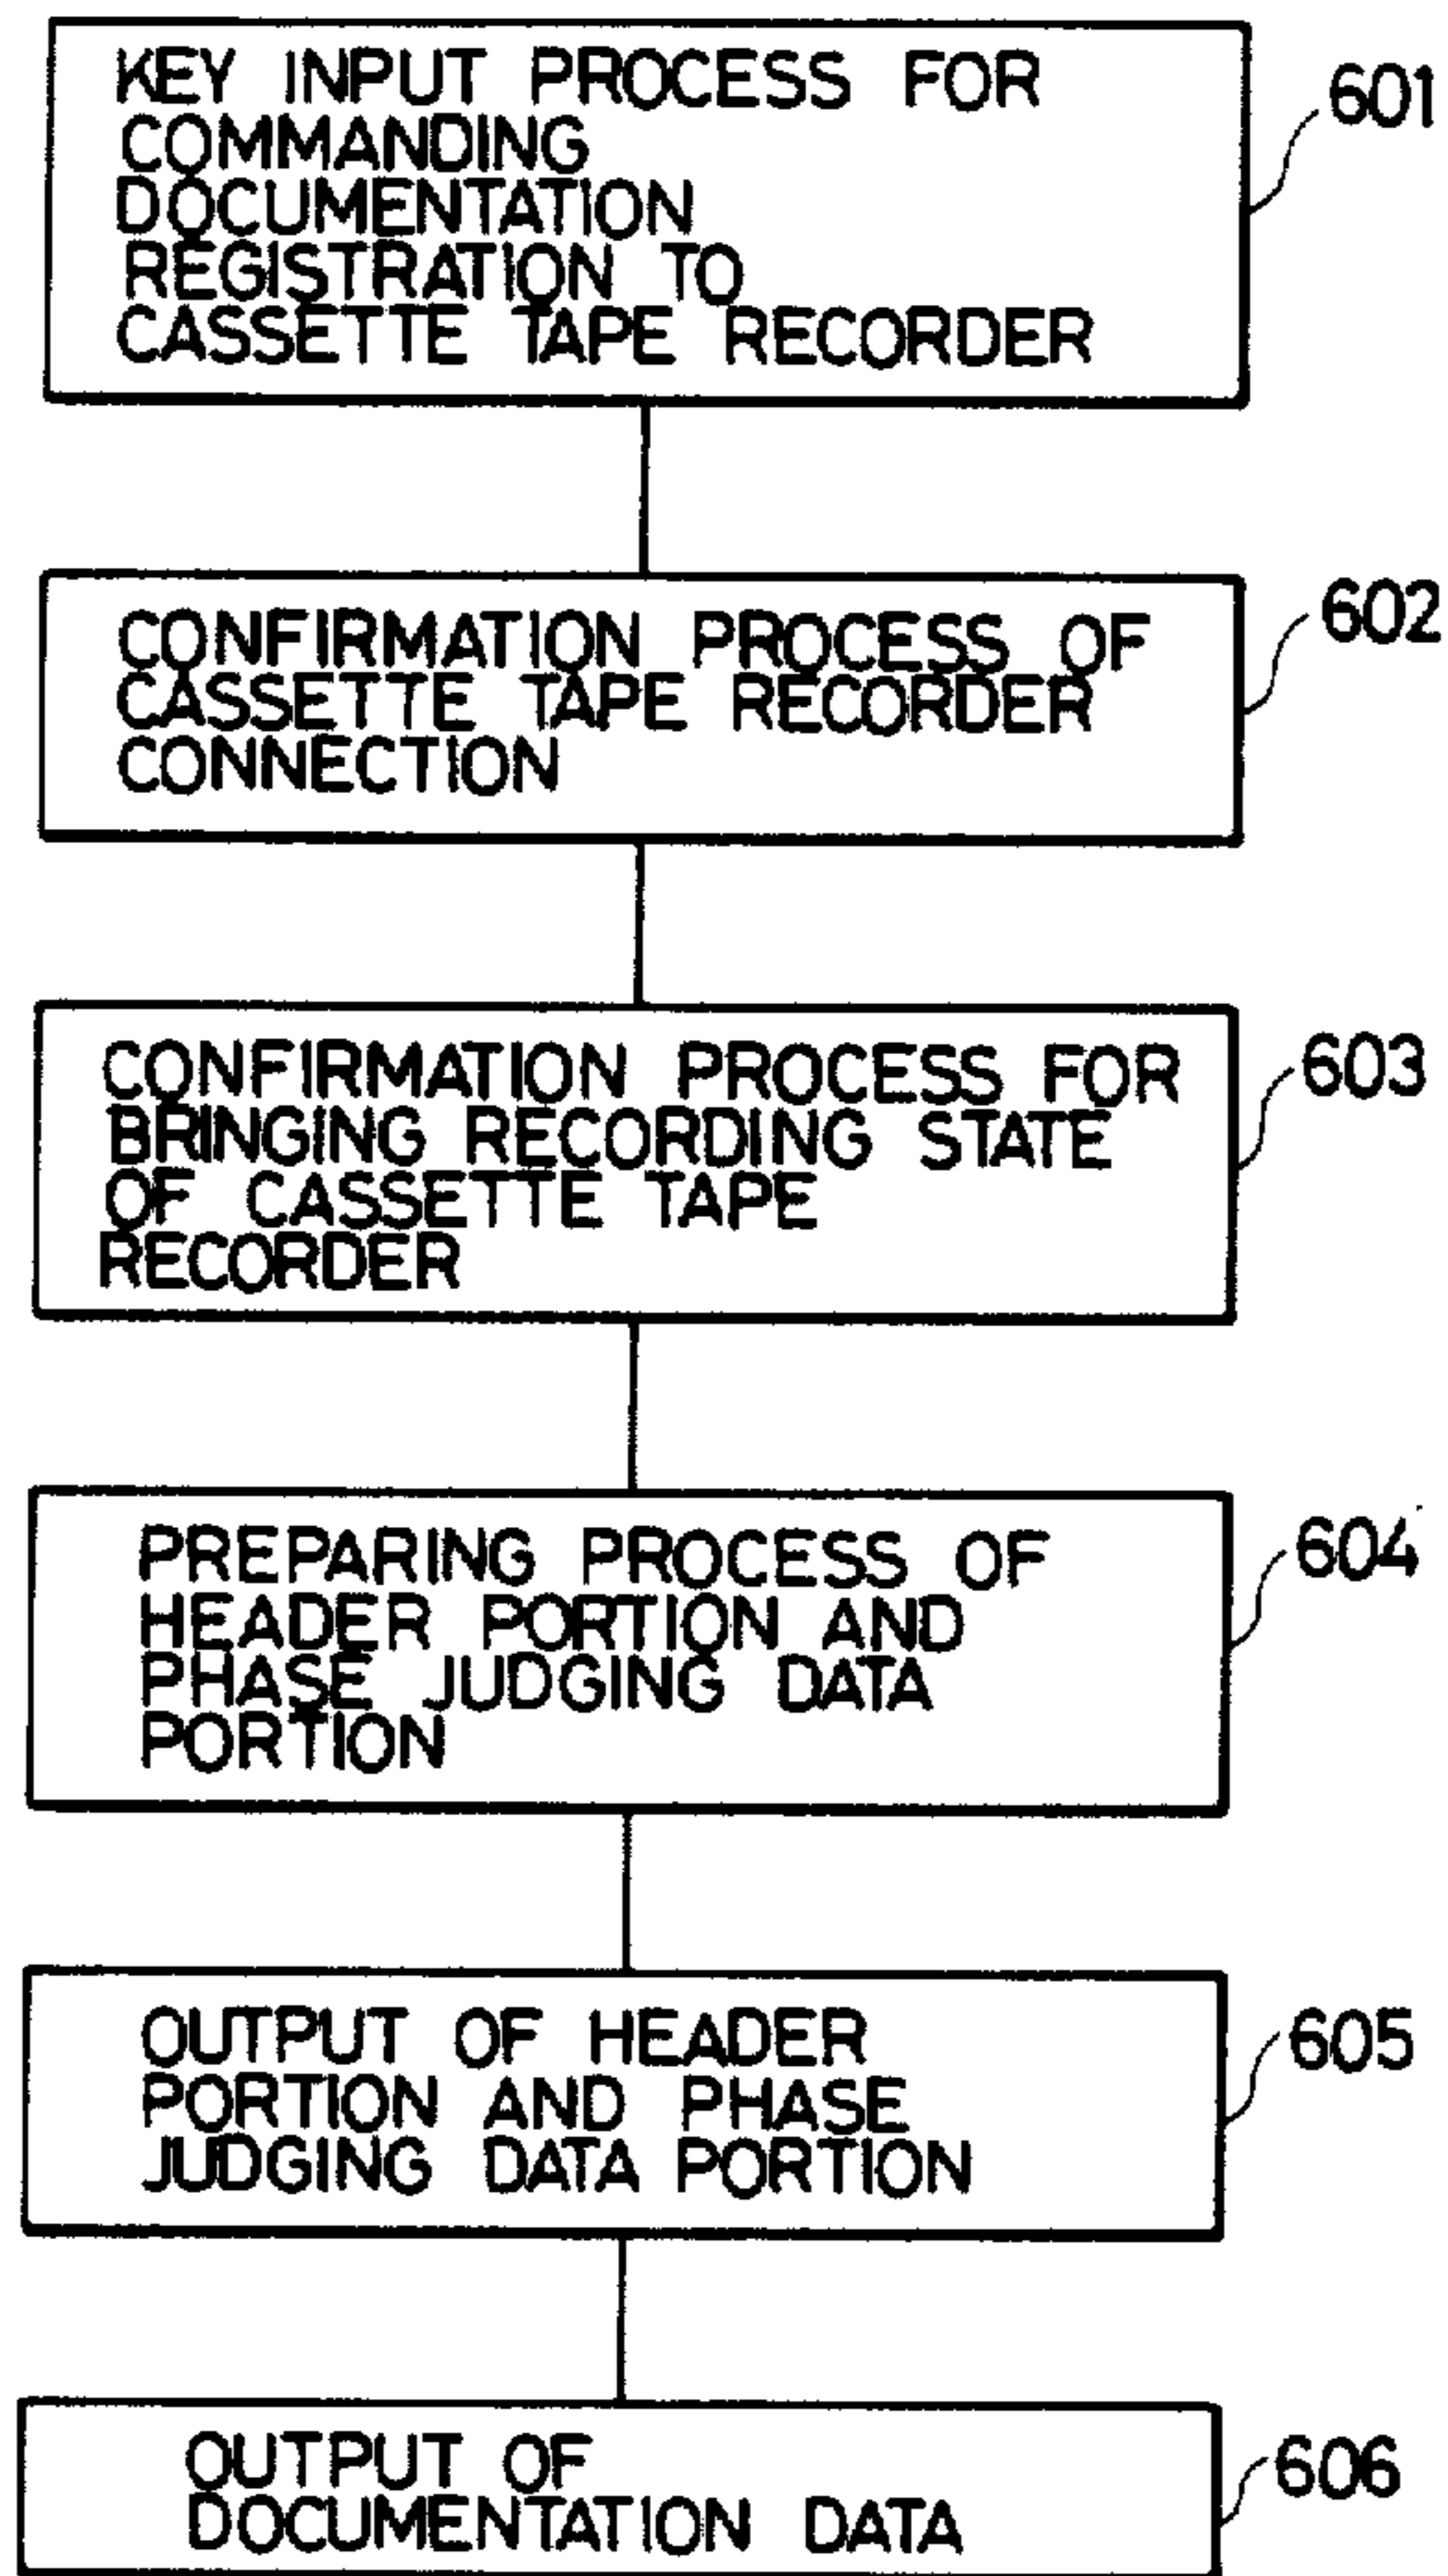 KEY INPUT PROCESS FOR
COMMANDING
DOCUMENTATION
REGISTRATION TO
CASSETTE TAPE RECORDER
601
CONFIRMATION PROCESS OF
CASSETTE TAPE RECORDER
CONNECTION
602
CONFIRMATION PROCESS FOR
BRINGING RECORDING STATE
OF CASSETTE TAPE
RECORDER
603
PREPARING PROCESS OF
HEADER PORTION AND
PHASE JUDGING DATA
PORTION
604
OUTPUT OF HEADER
PORTION AND PHASE
JUDGING DATA PORTION
605
OUTPUT OF
DOCUMENTATION DATA
606